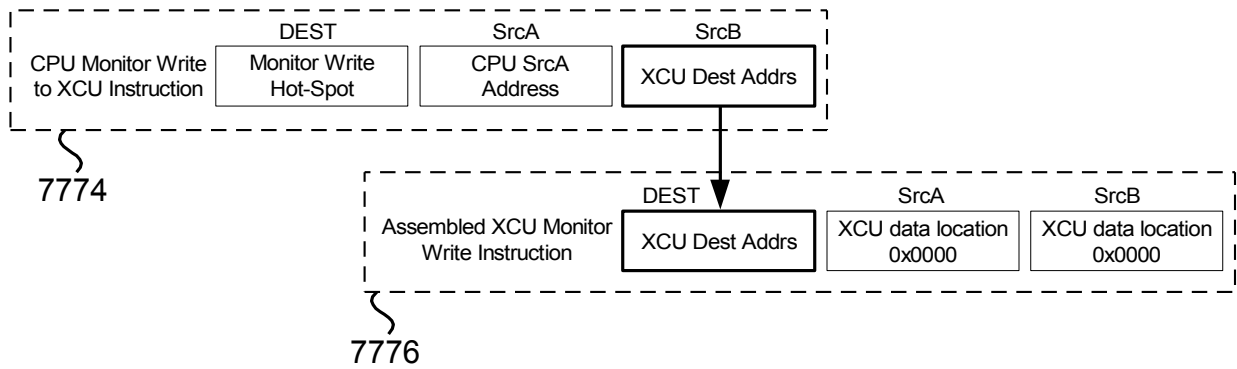 DEST SrcA SrcB
CPU Monitor Write
to XCU Instruction
Monitor Write
Hot-Spot
CPU SrcA
Address
XCU Dest Addrs
7774
DEST SrcA SrcB
Assembled XCU Monitor
Write Instruction
XCU Dest Addrs
XCU data location
0x0000
XCU data location
0x0000
7776